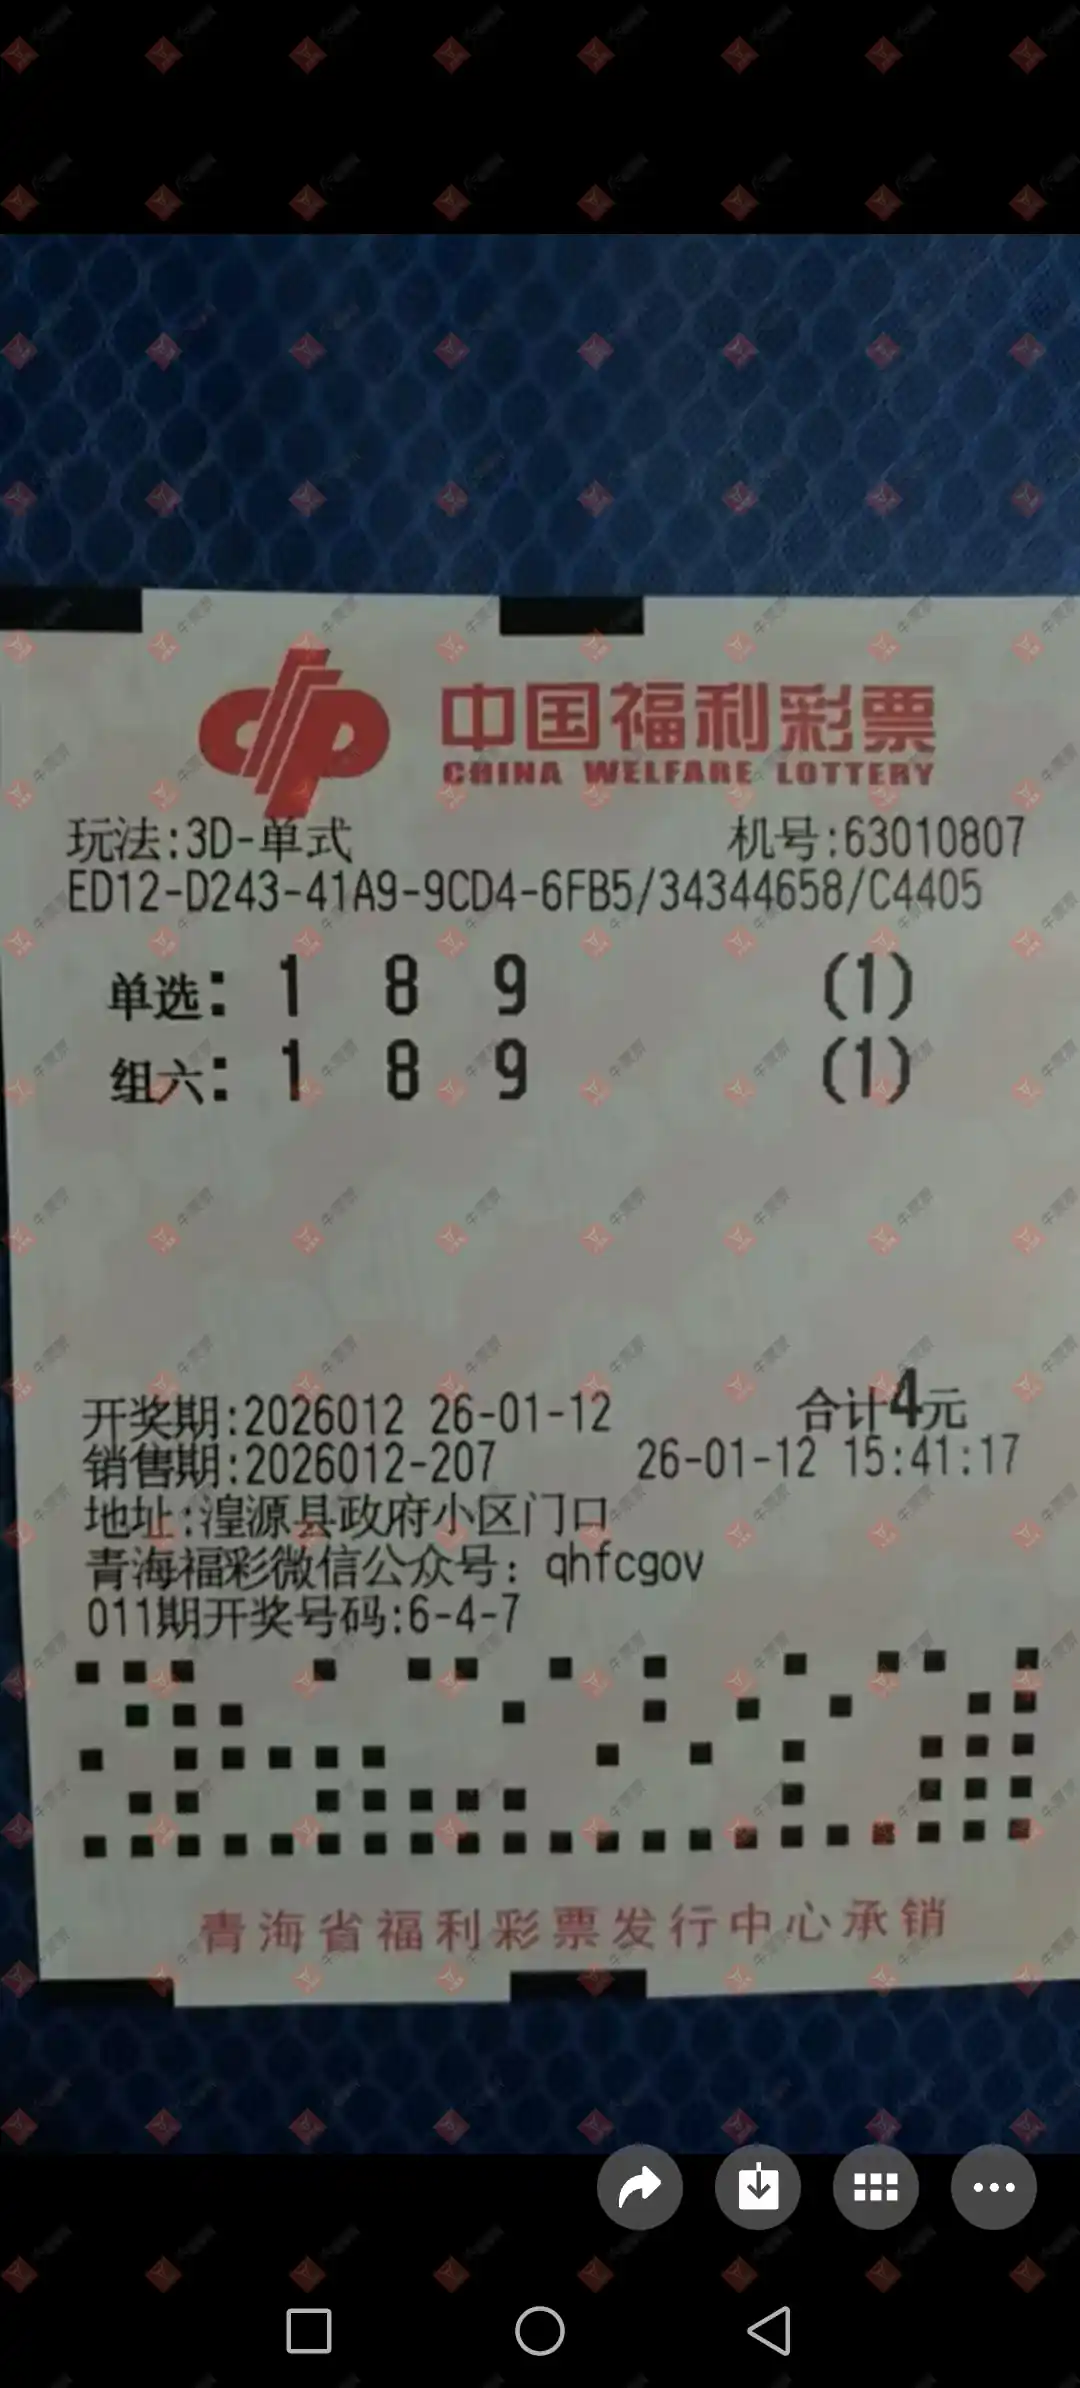 中国福利彩票
CHINA WELFARE LOTTERY
玩法:3D-单式 机号:63010807
ED12-D243-41A9-9CD4-6FB5/34344658/C4405
单选: 1 8 9 (1)
组六: 1 8 9 (1)
开奖期:2026012 26-01-12 合计4元
销售期:2026012-207 26-01-12 15:41:17
地址:湟源县政府小区门口
青海福彩微信公众号: qhfcgov
011期开奖号码:6-4-7
青海省福利彩票发行中心承销